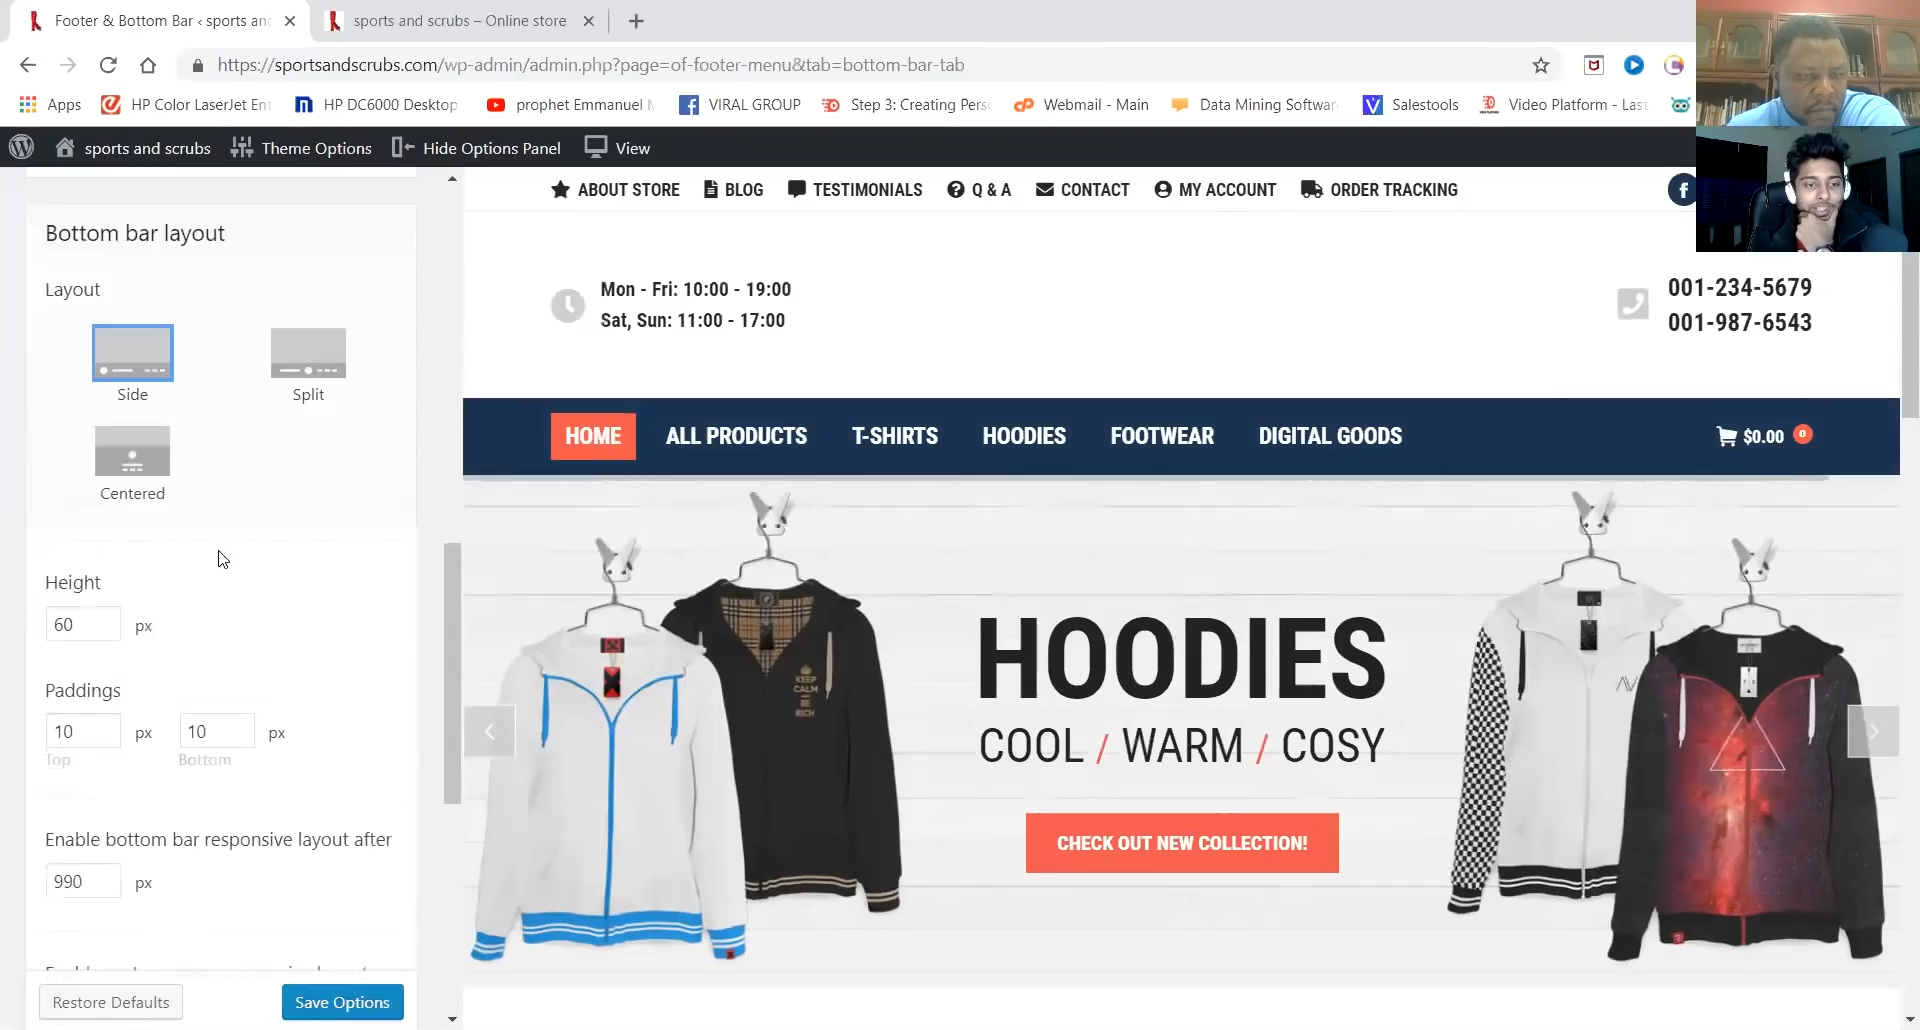 Footer & Bottom Bar ‹ sports an
sports and scrubs – Online store
https://sportsandscrubs.com/wp-admin/admin.php?page=of-footer-menu&tab=bottom-bar-tab
Apps
HP Color LaserJet Ent
HP DC6000 Desktop
prophet Emmanuel M
VIRAL GROUP
Step 3: Creating Pers
Webmail - Main
Data Mining Softwar
Salestools
Video Platform - Last
sports and scrubs
Theme Options
Hide Options Panel
View
Bottom bar layout
Layout
Side
Split
Centered
Height
60 px
Paddings
10 px 10 px
Top Bottom
Enable bottom bar responsive layout after
990 px
Restore Defaults
Save Options
ABOUT STORE
BLOG
TESTIMONIALS
Q & A
CONTACT
MY ACCOUNT
ORDER TRACKING
Mon - Fri: 10:00 - 19:00
Sat, Sun: 11:00 - 17:00
001-234-5679
001-987-6543
HOME
ALL PRODUCTS
T-SHIRTS
HOODIES
FOOTWEAR
DIGITAL GOODS
$0.00 0
KEEP
CALM
AND
BE
RICH
HOODIES
COOL / WARM / COSY
CHECK OUT NEW COLLECTION!